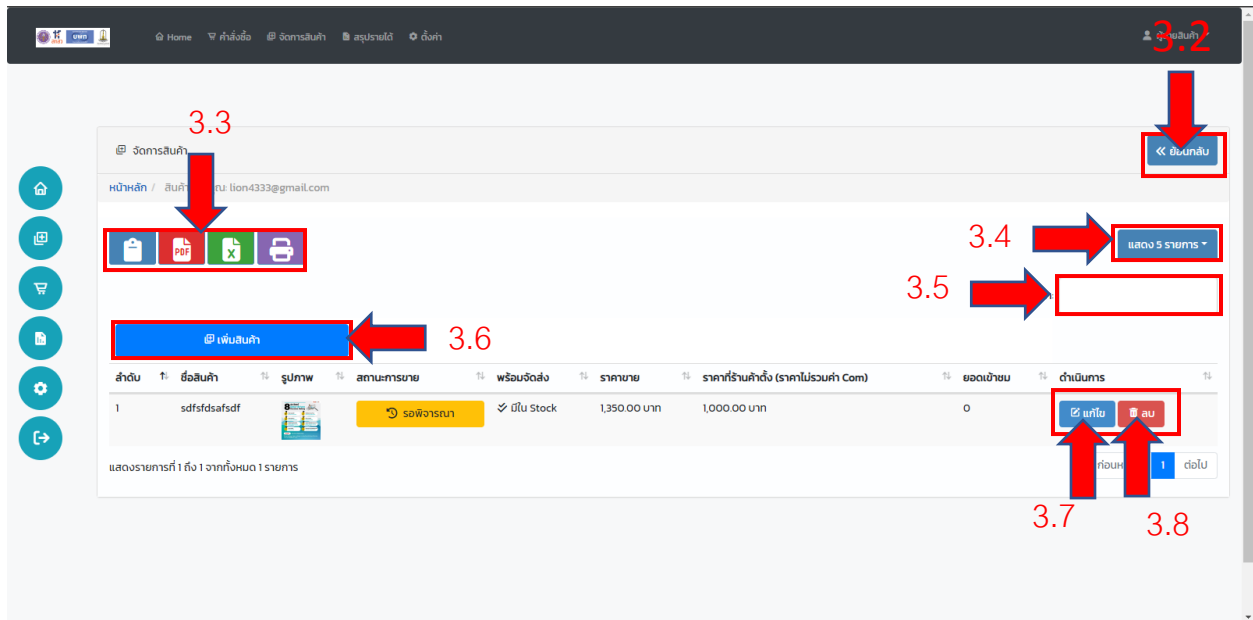 Home คำสั่งซื้อ จัดการสินค้า สรุปรายได้ ตั้งค่า
3.2
3.3
จัดการสินค้า
ย้อนกลับ
หน้าหลัก / lion4333@gmail.com
PDF X
3.4
แสดง 5 รายการ
3.5
เพิ่มสินค้า
3.6
ลำดับ ชื่อสินค้า รูปภาพ สถานะการขาย พร้อมจัดส่ง ราคาขาย ราคาที่ร้านค้าตั้ง (ราคาไม่รวมค่า Com) ยอดเข้าชม ดำเนินการ
1 sdfsfdsafsdf รอพิจารณา มีใน Stock 1,350.00 บาท 1,000.00 บาท 0 แก้ไข ลบ
แสดงรายการที่ 1 ถึง 1 จากทั้งหมด 1 รายการ
1 ต่อไป
3.7
3.8